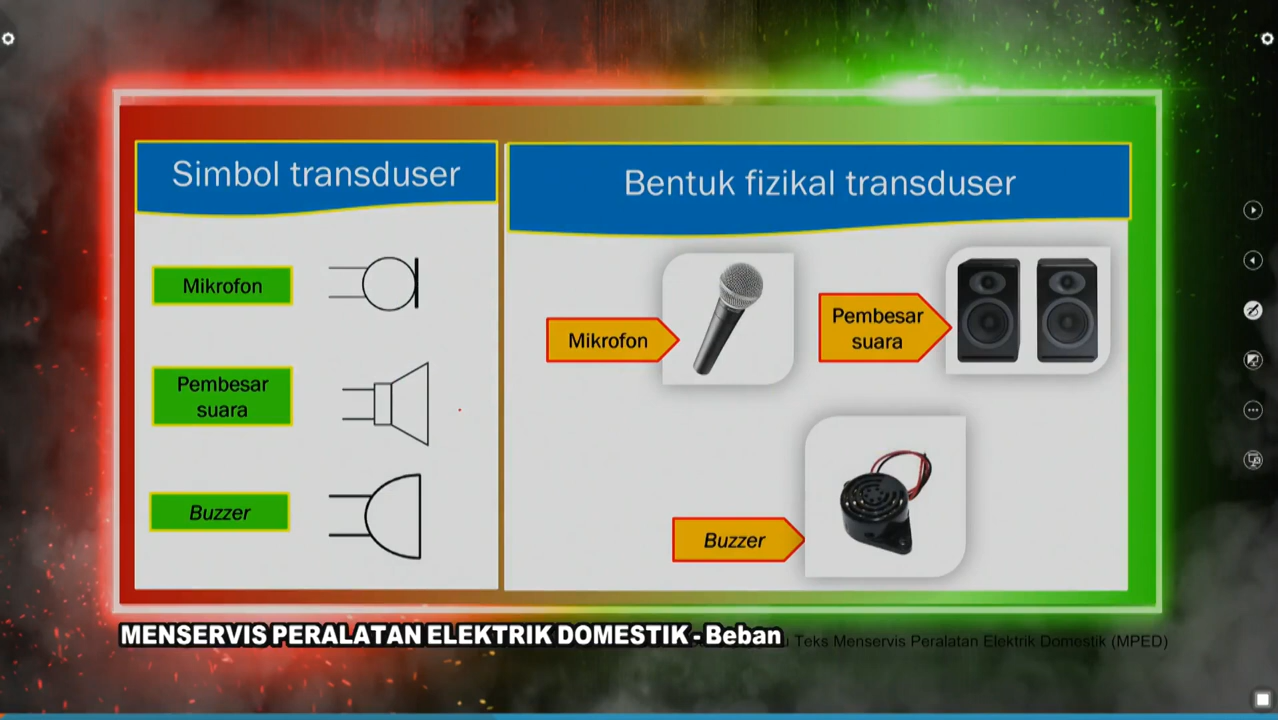 Simbol transduser
Mikrofon
Pembesar
suara
Buzzer
Bentuk fizikal transduser
Mikrofon
Pembesar
suara
Buzzer
MENSERVIS PERALATAN ELEKTRIK DOMESTIK - Beban
Teks Menservis Peralatan Elektrik Domestik (MPED)